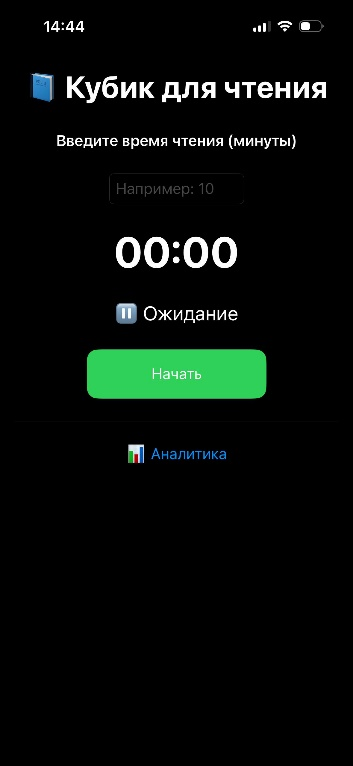 14:44
📘 Кубик для чтения
Введите время чтения (минуты)
Например: 10
00:00
⏸️ Ожидание
Начать
📊 Аналитика